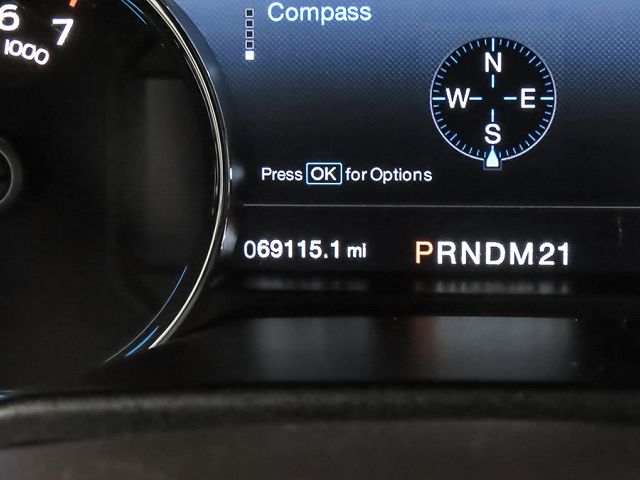 Compass
6
7
1000
N
W E
S
Press OK for Options
069115.1 mi
PRNDM21